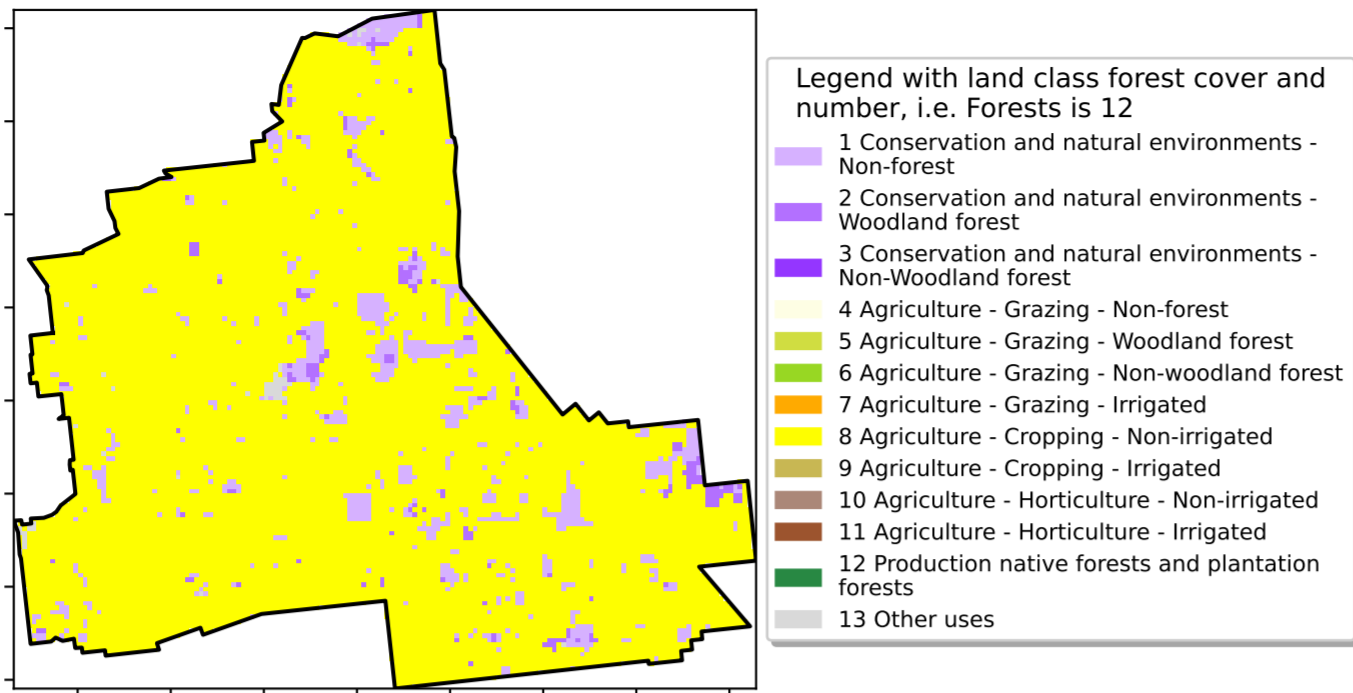 Legend with land class forest cover and
number, i.e. Forests is 12
1 Conservation and natural environments -
Non-forest
2 Conservation and natural environments -
Woodland forest
3 Conservation and natural environments -
Non-Woodland forest
4 Agriculture - Grazing - Non-forest
5 Agriculture - Grazing - Woodland forest
6 Agriculture - Grazing - Non-woodland forest
7 Agriculture - Grazing - Irrigated
8 Agriculture - Cropping - Non-irrigated
9 Agriculture - Cropping - Irrigated
10 Agriculture - Horticulture - Non-irrigated
11 Agriculture - Horticulture - Irrigated
12 Production native forests and plantation
forests
13 Other uses